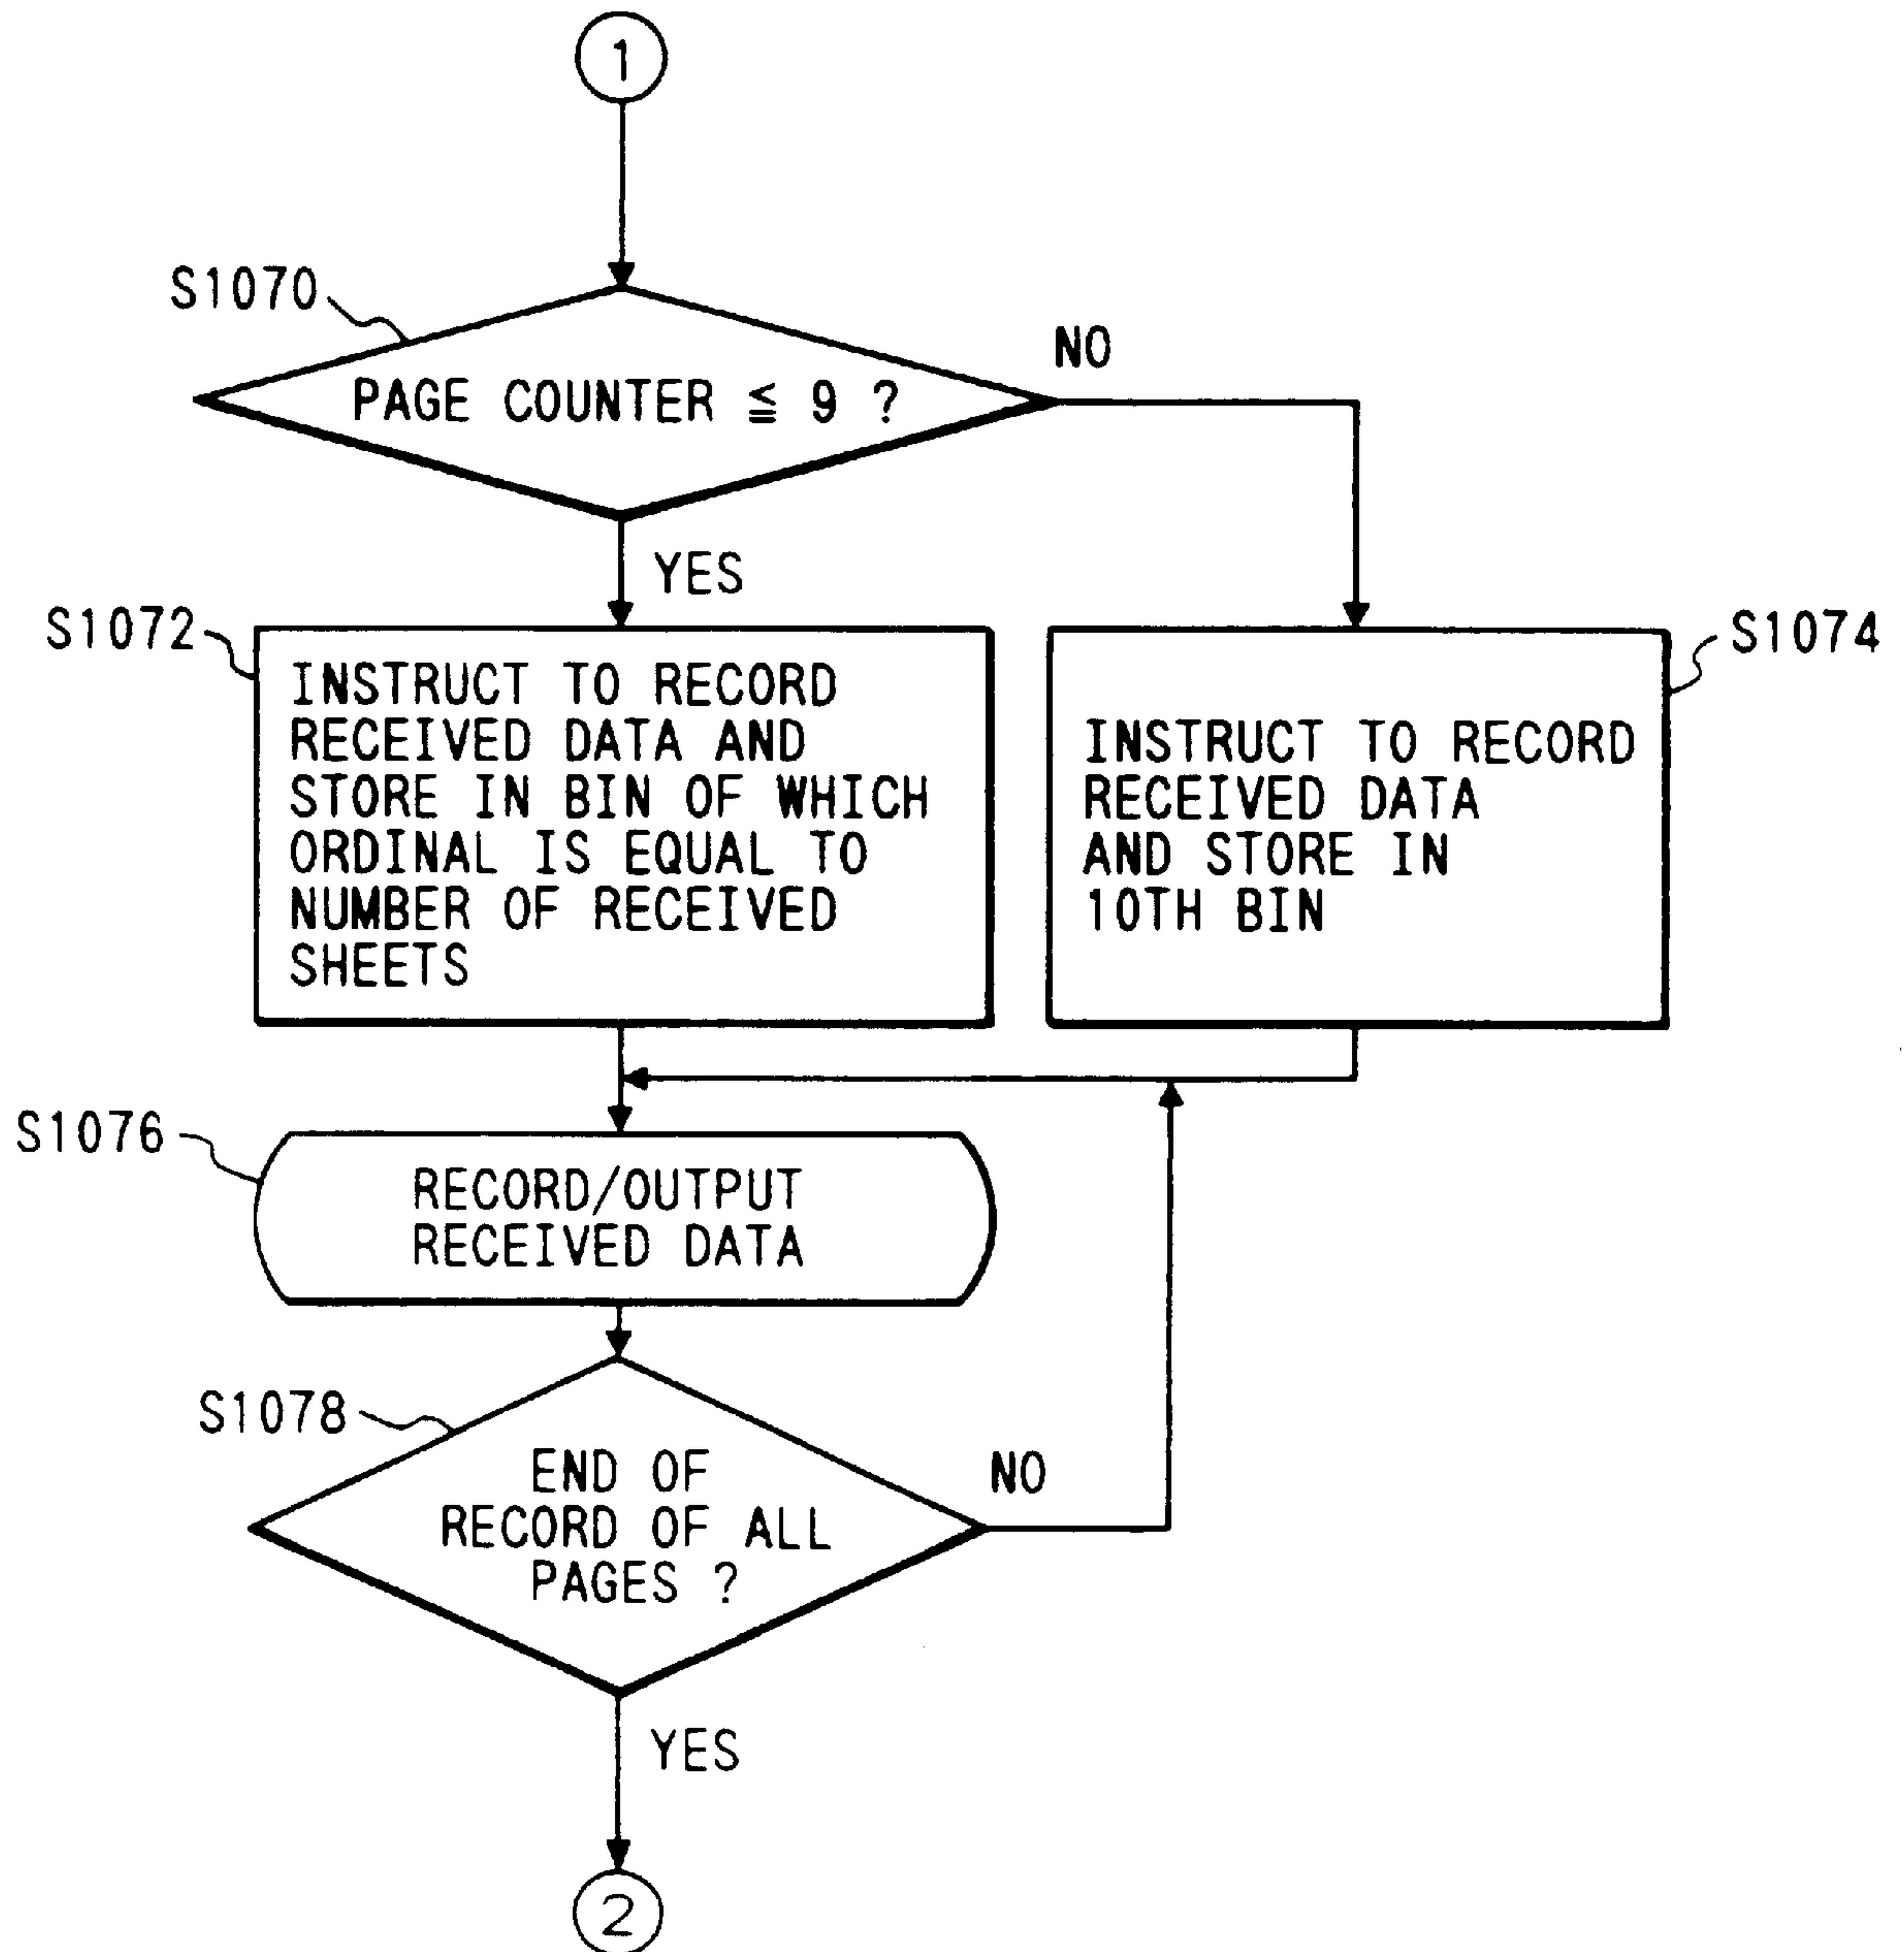 1
S1070
PAGE COUNTER ≦ 9 ?
NO
YES
S1072
INSTRUCT TO RECORD
RECEIVED DATA AND
STORE IN BIN OF WHICH
ORDINAL IS EQUAL TO
NUMBER OF RECEIVED
SHEETS
S1074
INSTRUCT TO RECORD
RECEIVED DATA
AND STORE IN
10TH BIN
S1076
RECORD/OUTPUT
RECEIVED DATA
S1078
END OF
RECORD OF ALL
PAGES ?
NO
YES
2